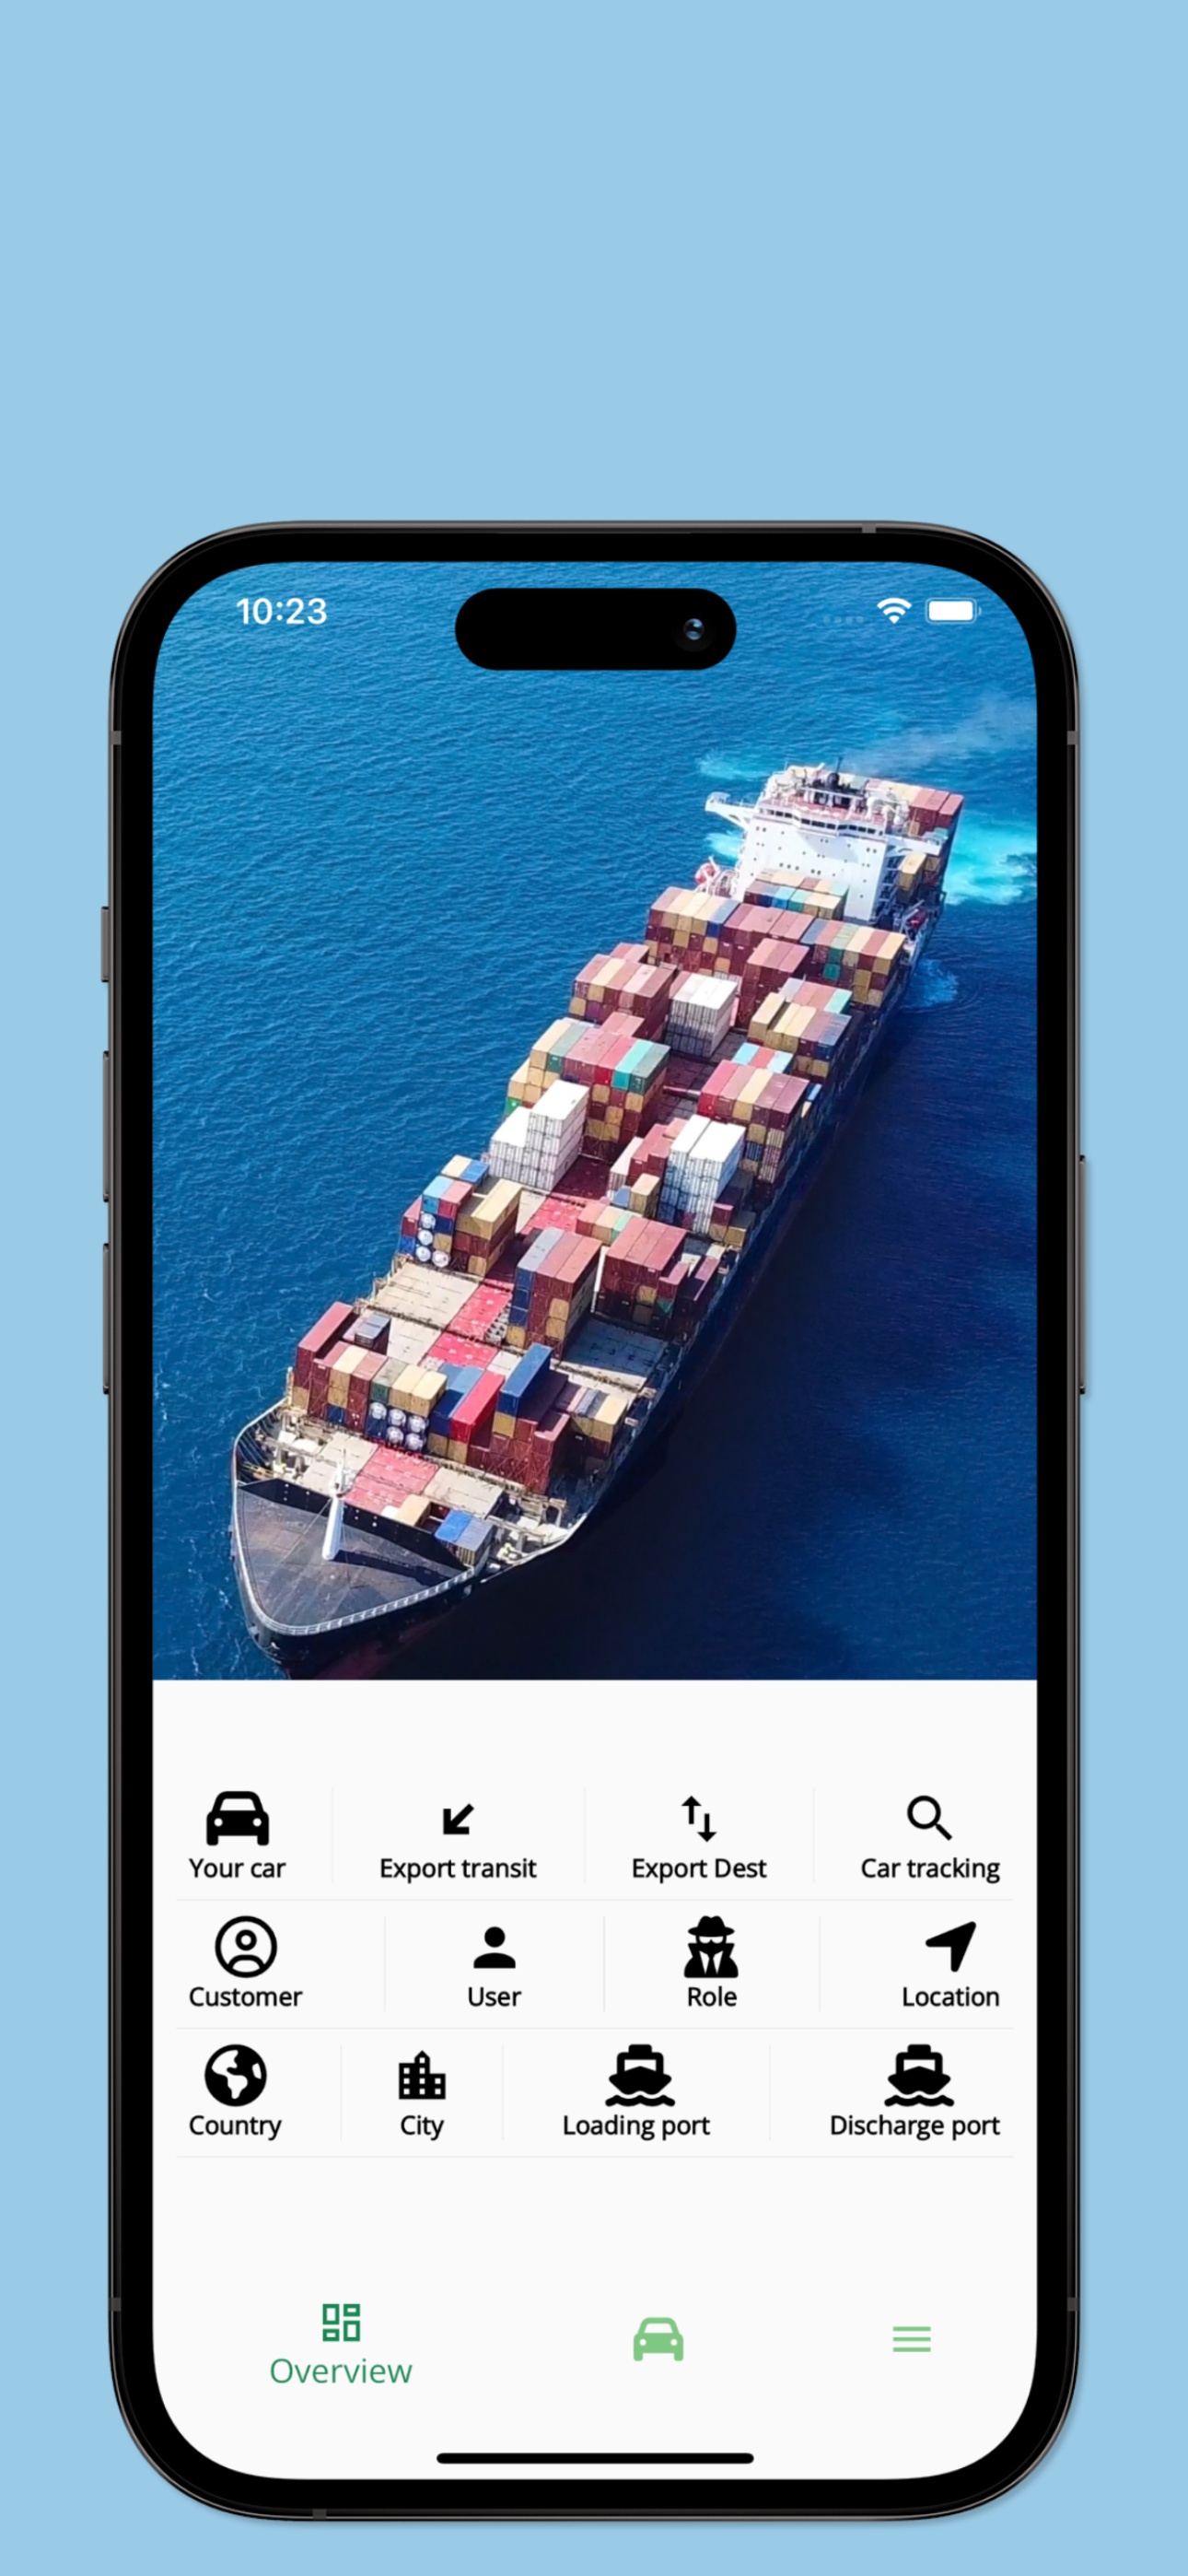 10:23
Your car
Export transit
Export Dest
Car tracking
Customer
User
Role
Location
Country
City
Loading port
Discharge port
Overview